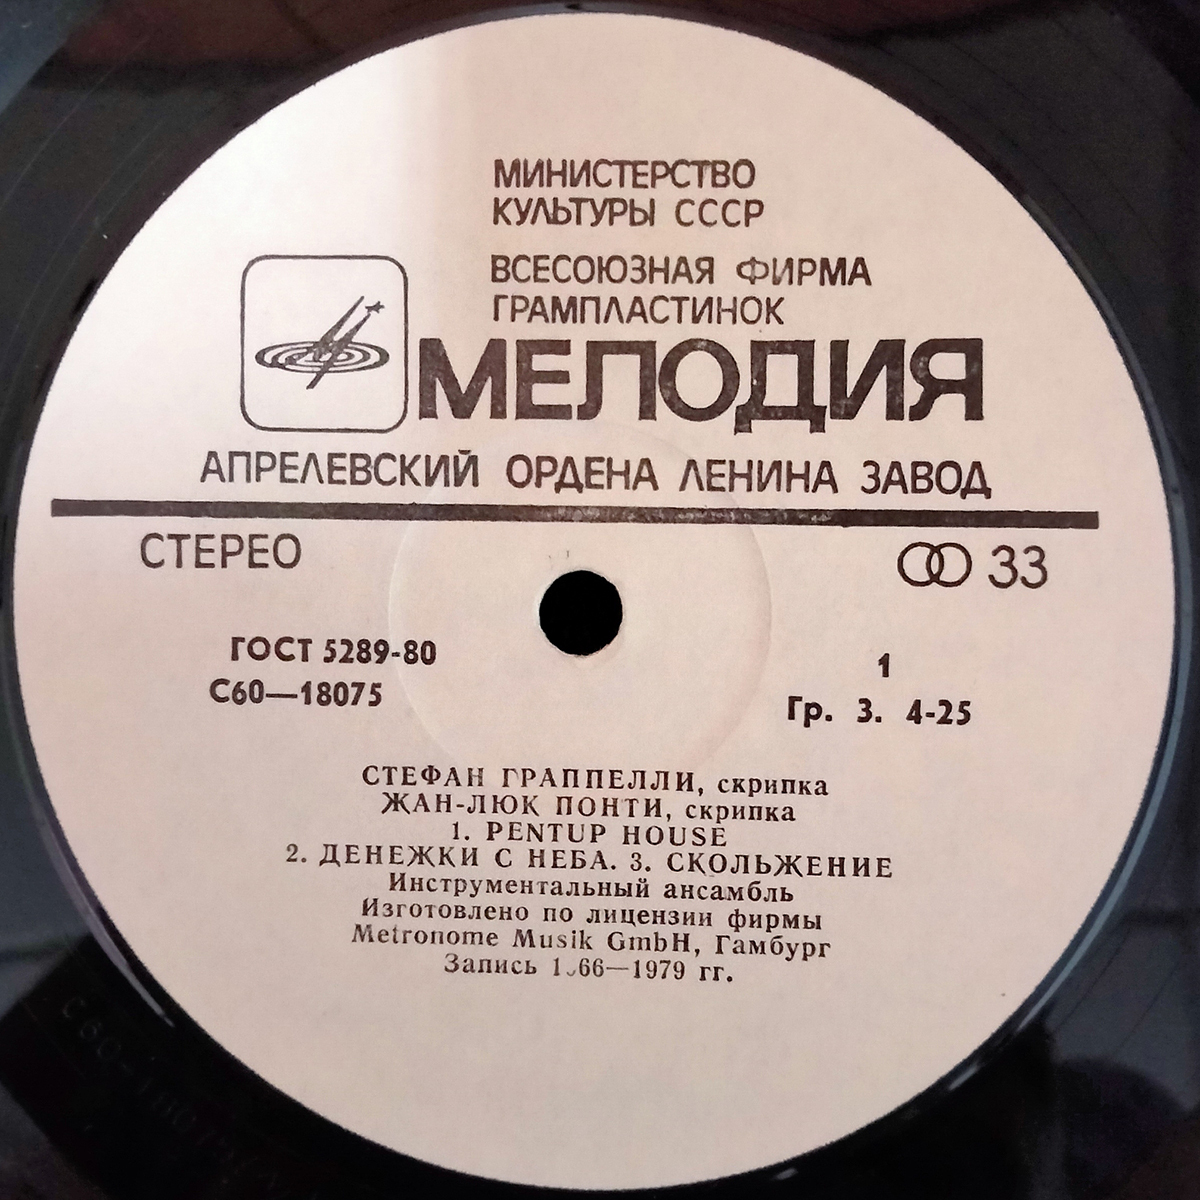 МИНИСТЕРСТВО
КУЛЬТУРЫ СССР
ВСЕСОЮЗНАЯ ФИРМА
ГРАМПЛАСТИНОК
МЕЛОДИЯ
АПРЕЛЕВСКИЙ ОРДЕНА ЛЕНИНА ЗАВОД
СТЕРЕО
33
ГОСТ 5289-80
1
С60—18075
Гр. 3. 4-25
СТЕФАН ГРАППЕЛЛИ, скрипка
ЖАН-ЛЮК ПОНТИ, скрипка
1. PENTUP HOUSE
2. ДЕНЕЖКИ С НЕБА. 3. СКОЛЬЖЕНИЕ
Инструментальный ансамбль
Изготовлено по лицензии фирмы
Metronome Musik GmbH, Гамбург
Запись 1966—1979 гг.